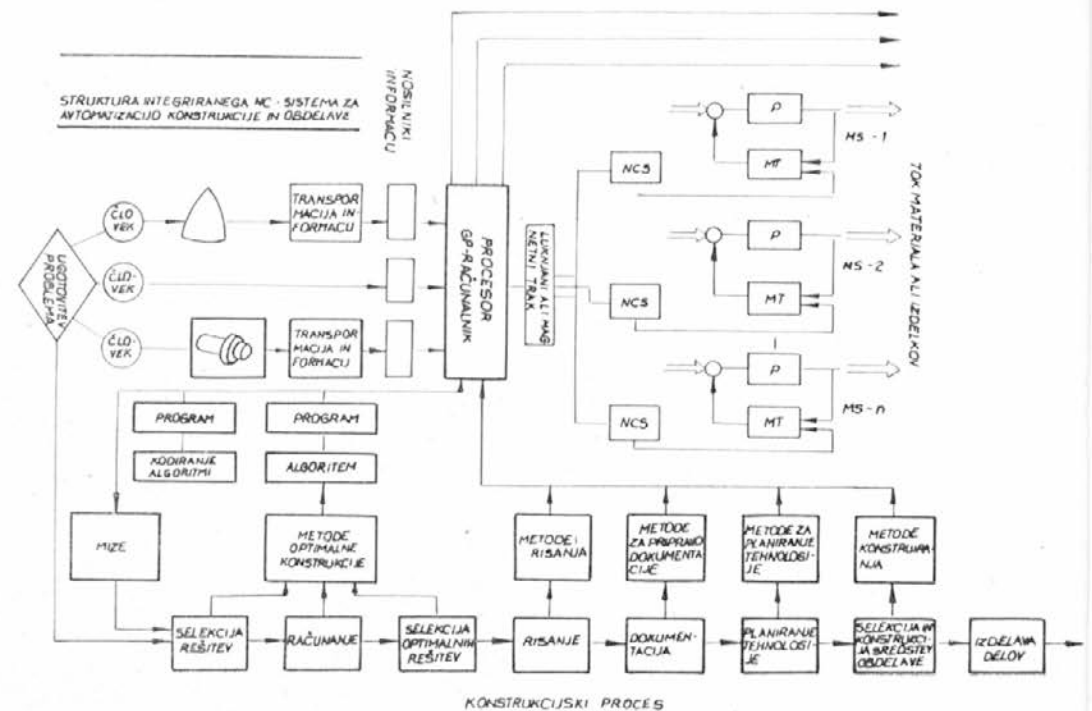 STRUKTURA INTEGRIRANEGA NC - SISTEMA ZA
AVTOMATIZACIJO KONSTRUKCIJE IN OBDELAVE
NOSILNIKI
INFORMACIJ
UGOTOVITEV
PROBLEMA
ČLO
VEK
TRANSPOR
MACIJA IN-
FORMACIJ
ČLO-
VEK
ČLO-
VEK
TRANSPOR
MACIJA IN
FORMACIJ
PROCESOR
GP-RAČUNALNIK
LUKNJANI ALI MAG
NETNI TRAK
NCS
P
MT
MS - 1
NCS
P
MT
MS - 2
NCS
P
MT
MS - n
TOK MATERIALA ALI IZDELKOV
PROGRAM
KODIRANJE
ALGORITMI
PROGRAM
ALGORITEM
MIZE
METODE
OPTIMALNE
KONSTRUKCIJE
METODE
RISANJA
METODE
ZA PRIPRAVO
DOKUMENTA
CIJE
METODE ZA
PLANIRANJE
TEHNOLOGI-
JE
METODE
KONSTRUIRA-
NJA
SELEKCIJA
REŠITEV
RAČUNANJE
SELEKCIJA
OPTIMALNIH
REŠITEV
RISANJE
DOKUMEN-
TACIJA
PLANIRANJE
TEHNOLOGI-
JE
SELEKCIJA IN
KONSTRUKCI-
JA SREDSTEV
OBDELAVE
IZDELAVA
DELOV
KONSTRUKCIJSKI PROCES